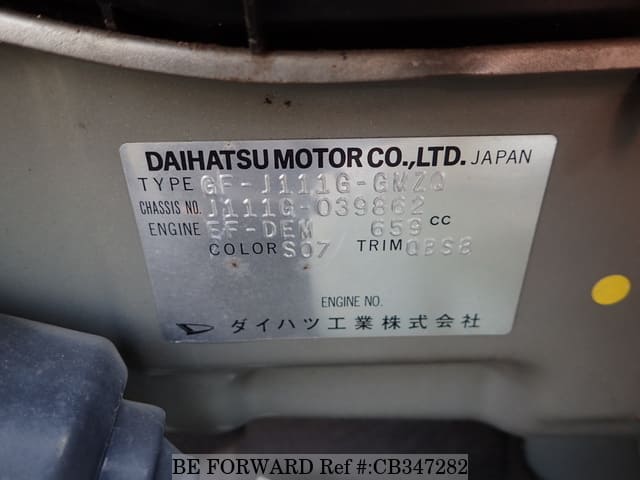 DAIHATSU MOTOR CO.,LTD. JAPAN
TYPE GF-J111G-GMZQ
CHASSIS NO. J111G-039862
ENGINE EF-DEM 659 CC
COLOR S07 TRIM QBS8
ENGINE NO.
ダイハツ工業株式会社
BE FORWARD Ref #:CB347282